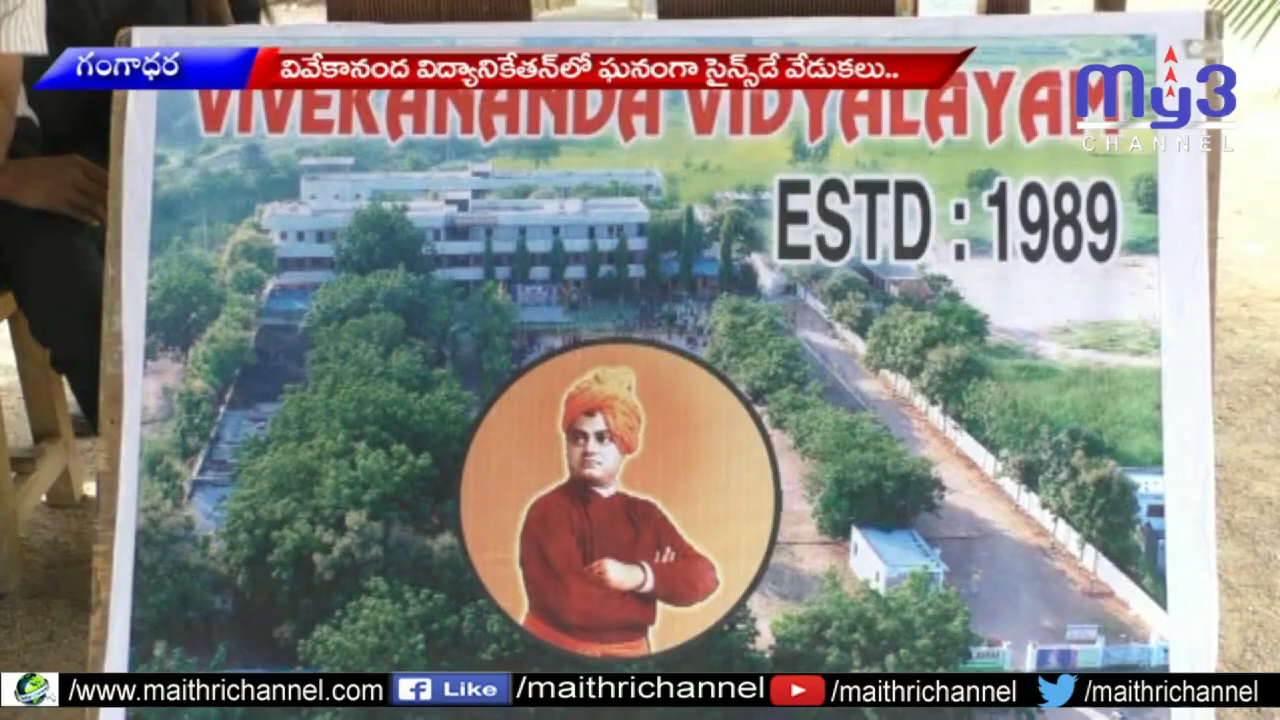 గంగాధర
వివేకానంద విద్యానికేతన్‌లో ఘనంగా సైన్స్‌డే వేడుకలు..
My3
CHANNEL
VIVEKANANDA VIDYALAYAM
ESTD : 1989
/www.maithrichannel.com
f Like
/maithrichannel
/maithrichannel
/maithrichannel